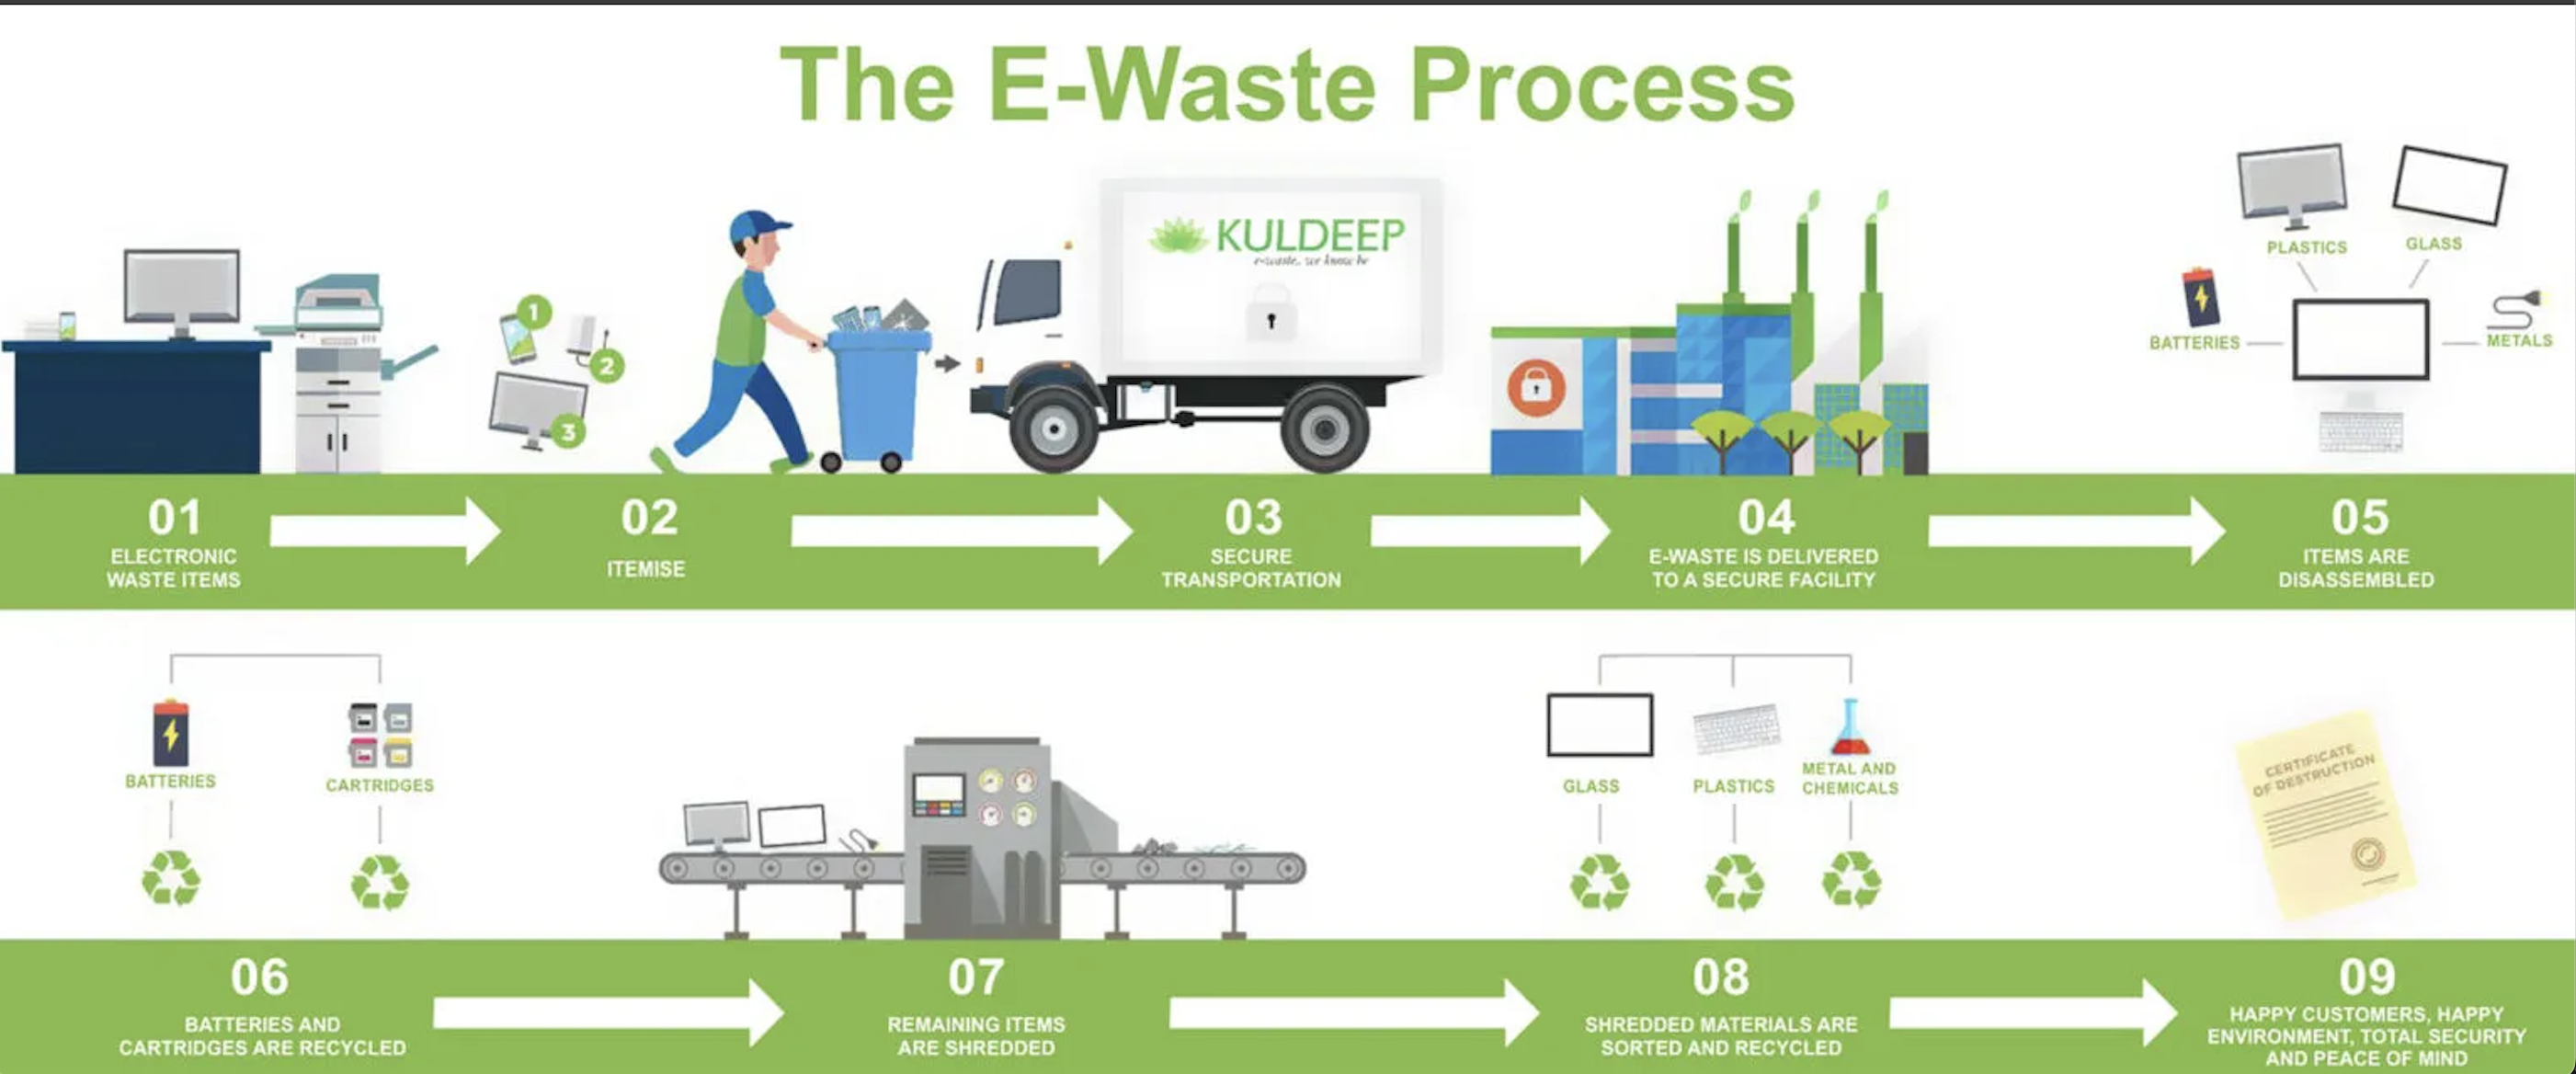 The E-Waste Process
KULDEEP
e-waste, we know
1
2
3
PLASTICS
GLASS
BATTERIES
METALS
01
ELECTRONIC
WASTE ITEMS
02
ITEMISE
03
SECURE
TRANSPORTATION
04
E-WASTE IS DELIVERED
TO A SECURE FACILITY
05
ITEMS ARE
DISASSEMBLED
BATTERIES
CARTRIDGES
GLASS
PLASTICS
METAL AND
CHEMICALS
CERTIFICATE
OF DESTRUCTION
06
BATTERIES AND
CARTRIDGES ARE RECYCLED
07
REMAINING ITEMS
ARE SHREDDED
08
SHREDDED MATERIALS ARE
SORTED AND RECYCLED
09
HAPPY CUSTOMERS, HAPPY
ENVIRONMENT, TOTAL SECURITY
AND PEACE OF MIND